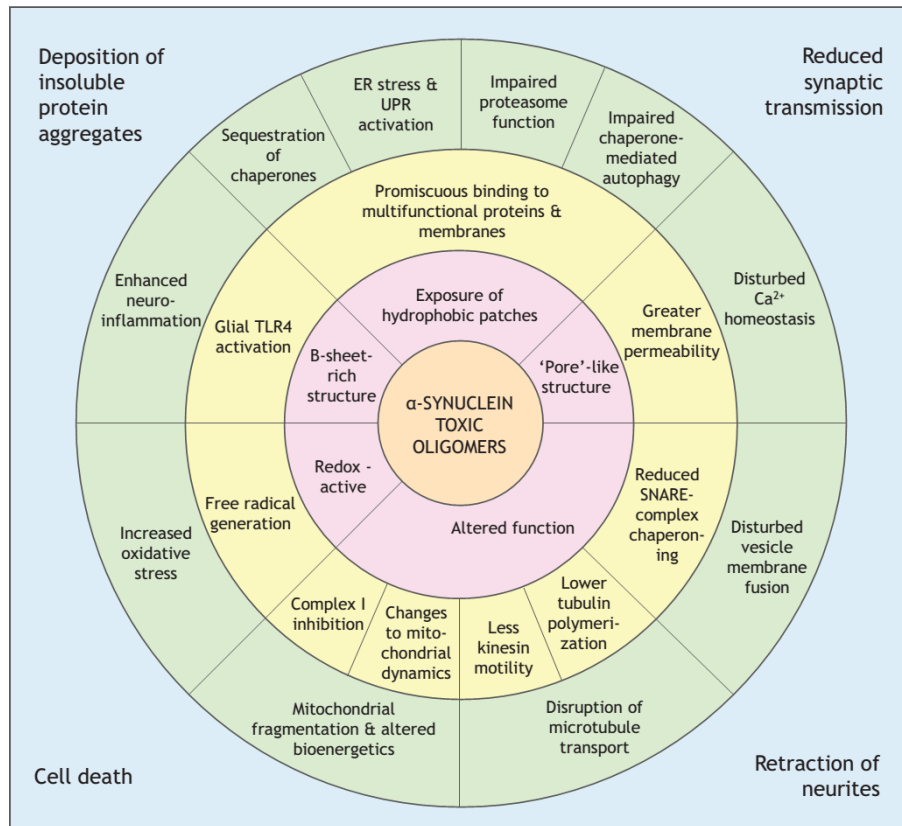 Deposition of
insoluble
protein
aggregates
Reduced
synaptic
transmission
ER stress &
UPR
activation
Impaired
proteasome
function
Sequestration
of
chaperones
Impaired
chaperone-
mediated
autophagy
Promiscuous binding to
multifunctional proteins &
membranes
Enhanced
neuro-
inflammation
Glial TLR4
activation
Exposure of
hydrophobic patches
Greater
membrane
permeability
Disturbed
Ca²⁺
homeostasis
B-sheet-
rich
structure
‘Pore’-like
structure
α-SYNUCLEIN
TOXIC
OLIGOMERS
Redox -
active
Altered function
Free radical
generation
Reduced
SNARE-
complex
chaperon-
ing
Increased
oxidative
stress
Disturbed
vesicle
membrane
fusion
Complex I
inhibition
Changes
to mito-
chondrial
dynamics
Less
kinesin
motility
Lower
tubulin
polymeri-
zation
Mitochondrial
fragmentation & altered
bioenergetics
Disruption of
microtubule
transport
Cell death
Retraction of
neurites